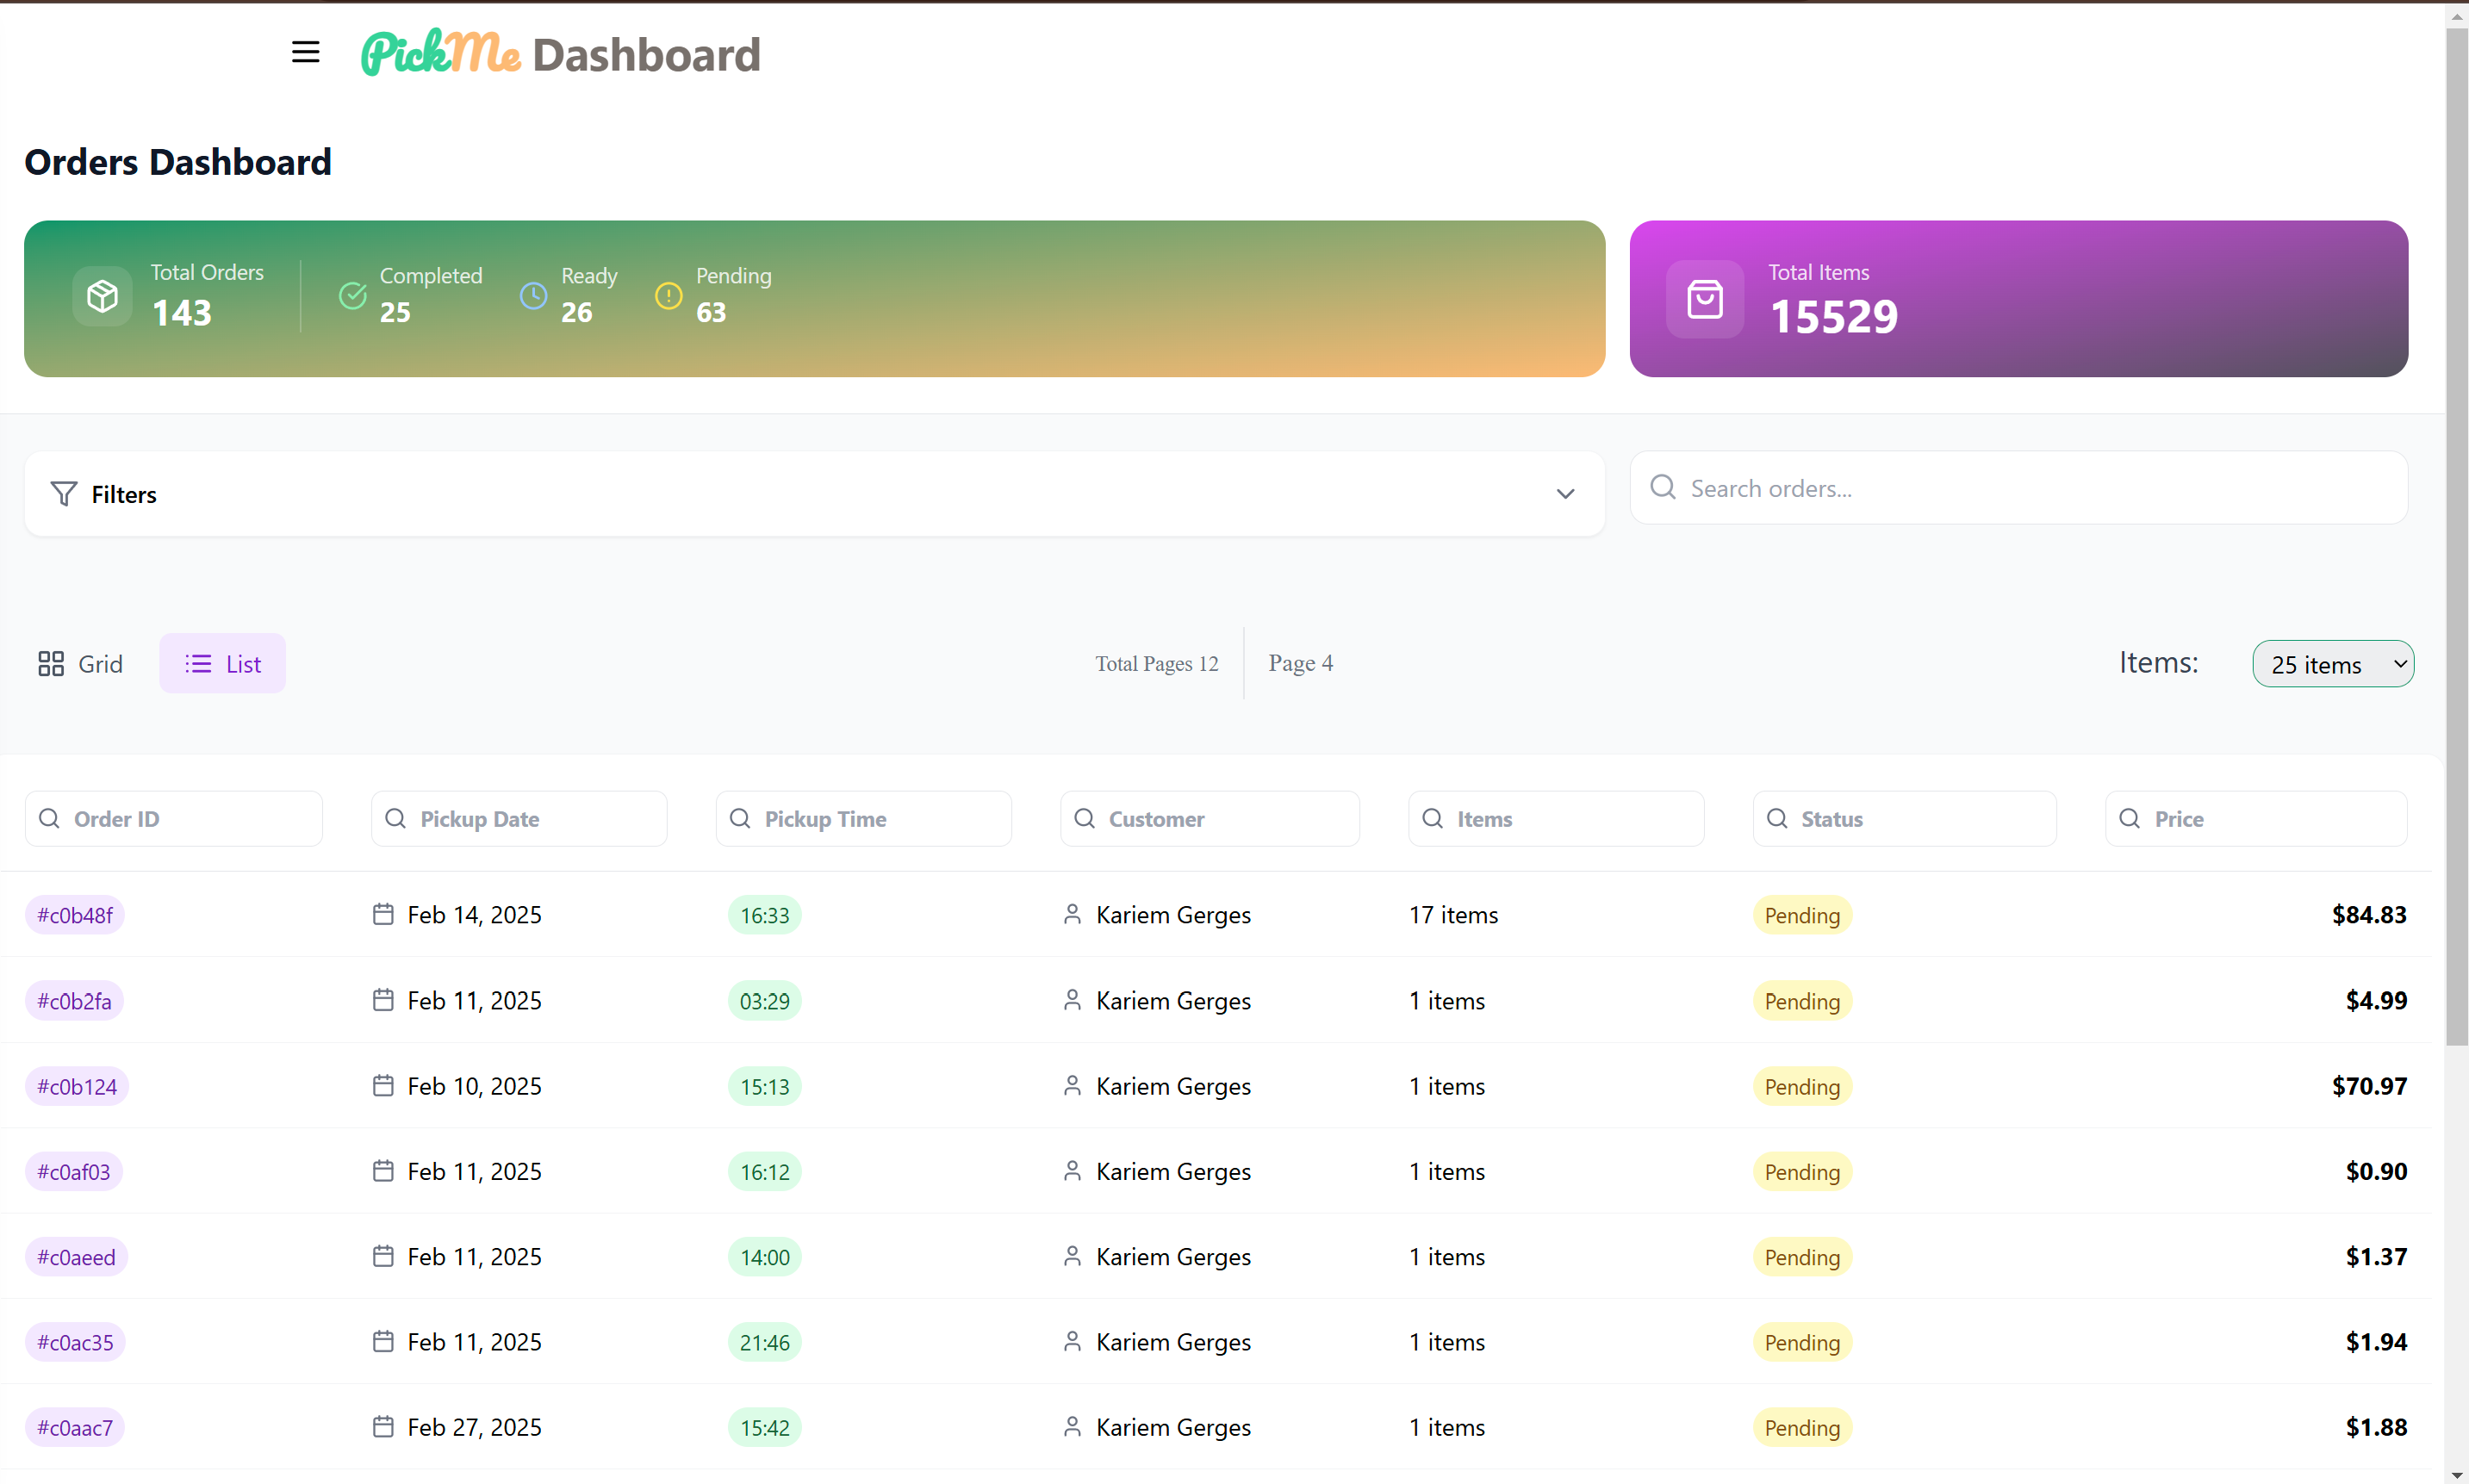 PickMe Dashboard
Orders Dashboard
Total Orders
143
Completed
25
Ready
26
Pending
63
Total Items
15529
Filters
Search orders...
Grid
List
Total Pages 12
Page 4
Items:
25 items
Order ID Pickup Date Pickup Time Customer Items Status Price
#c0b48f Feb 14, 2025 16:33 Kariem Gerges 17 items Pending $84.83
#c0b2fa Feb 11, 2025 03:29 Kariem Gerges 1 items Pending $4.99
#c0b124 Feb 10, 2025 15:13 Kariem Gerges 1 items Pending $70.97
#c0af03 Feb 11, 2025 16:12 Kariem Gerges 1 items Pending $0.90
#c0aeed Feb 11, 2025 14:00 Kariem Gerges 1 items Pending $1.37
#c0ac35 Feb 11, 2025 21:46 Kariem Gerges 1 items Pending $1.94
#c0aac7 Feb 27, 2025 15:42 Kariem Gerges 1 items Pending $1.88